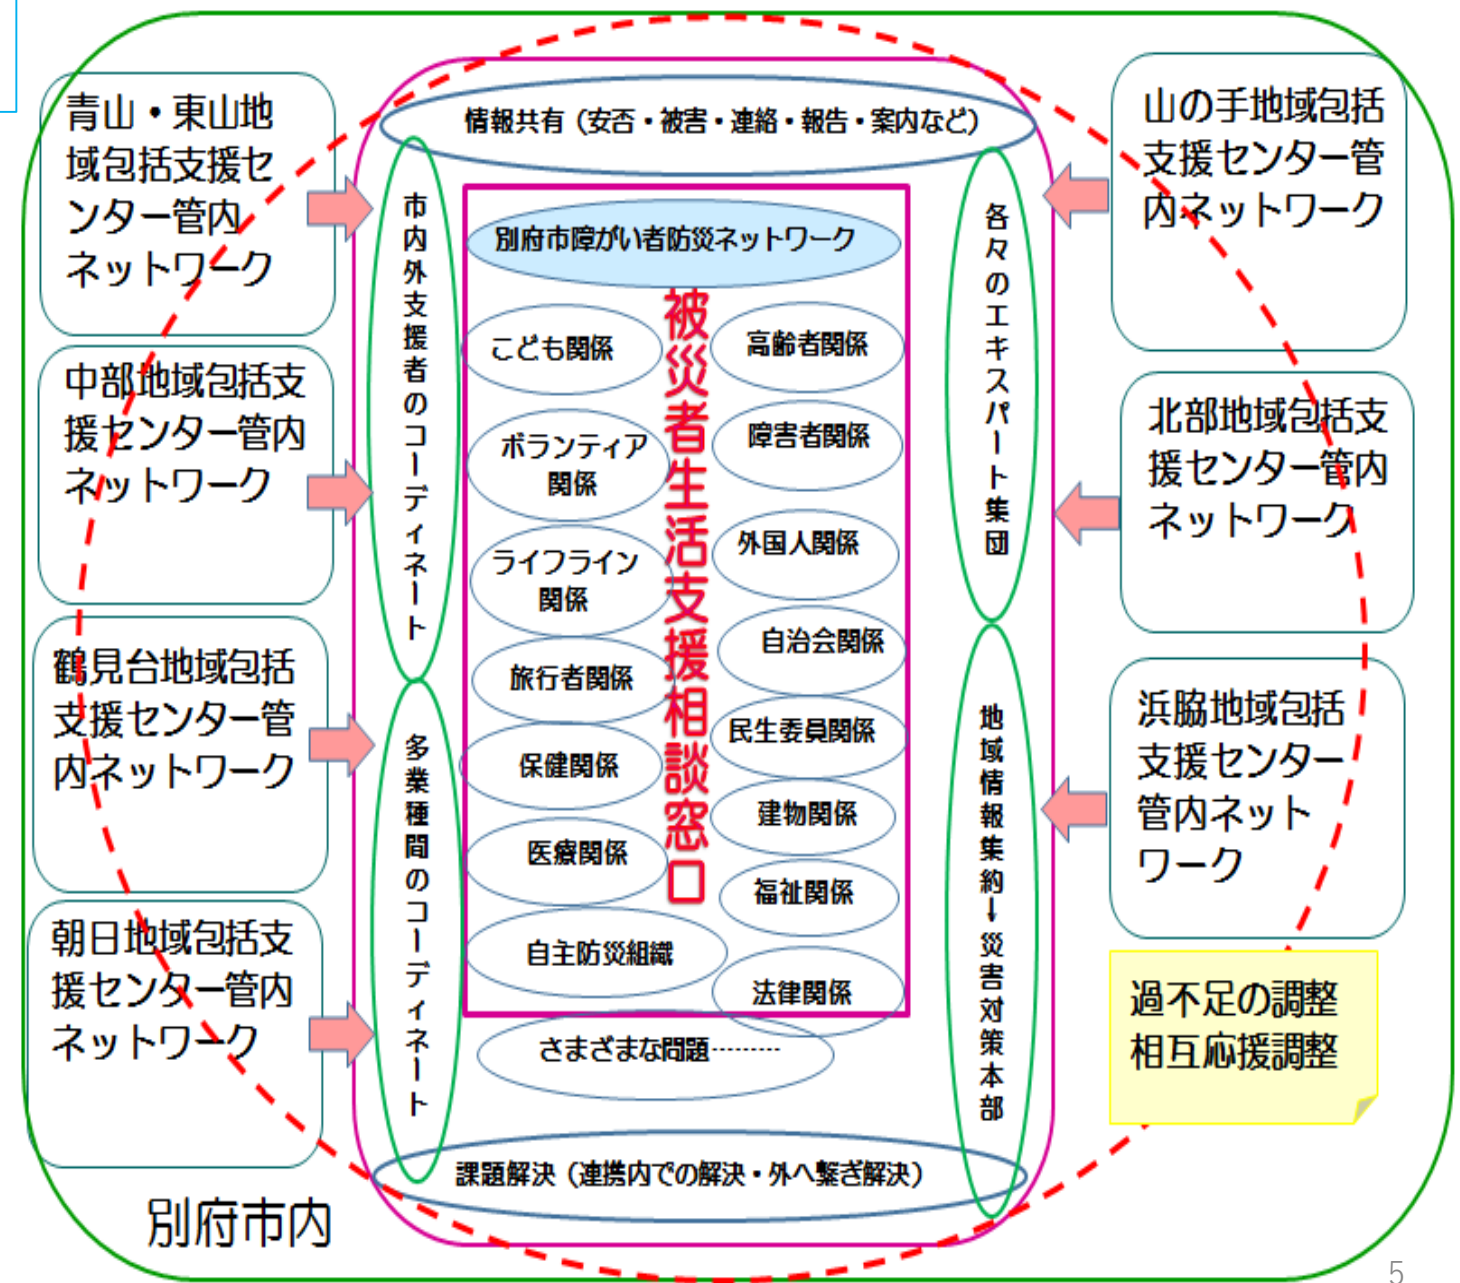 青山・東山地
域包括支援セ
ンター管内
ネットワーク
中部地域包括支
援センター管内
ネットワーク
鶴見台地域包括
支援センター管
内ネットワーク
朝日地域包括支
援センター管内
ネットワーク
別府市内
情報共有（安否・被害・連絡・報告・案内など）
市内外支援者のコーディネート
多業種間のコーディネート
別府市障がい者防災ネットワーク
被災者生活支援相談窓口
こども関係
ボランティア
関係
ライフライン
関係
旅行者関係
保健関係
医療関係
自主防災組織
さまざまな問題………
高齢者関係
障害者関係
外国人関係
自治会関係
民生委員関係
建物関係
福祉関係
法律関係
各々のエキスパート集団
地域情報集約→災害対策本部
課題解決（連携内での解決・外へ繋ぎ解決）
山の手地域包括
支援センター管
内ネットワーク
北部地域包括支
援センター管内
ネットワーク
浜脇地域包括
支援センター
管内ネット
ワーク
過不足の調整
相互応援調整
5